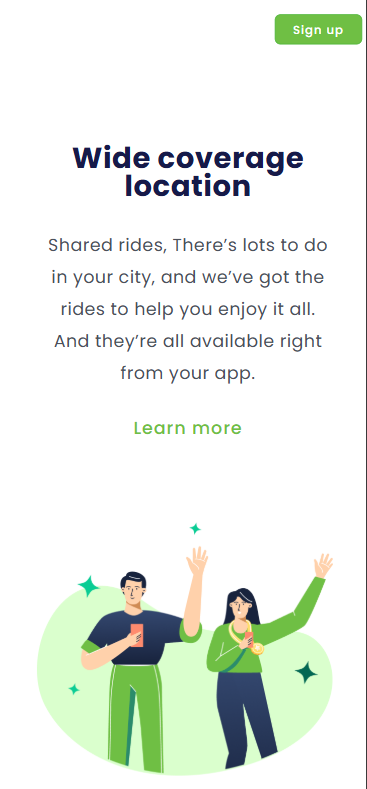 Sign up
Wide coverage
location
Shared rides, There’s lots to do
in your city, and we’ve got the
rides to help you enjoy it all.
And they’re all available right
from your app.
Learn more